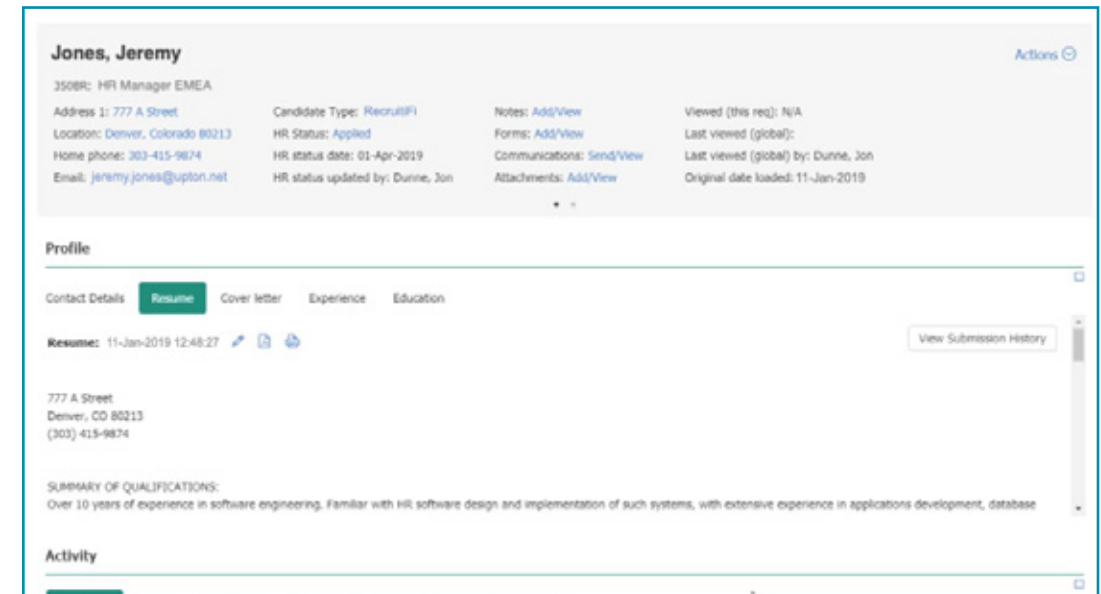 Jones, Jeremy
Actions
350BR: HR Manager EMEA
Address 1: 777 A Street
Candidate Type: RecruitiFi
Notes: Add/View
Viewed (this req): N/A
Location: Denver, Colorado 80213
HR Status: Applied
Forms: Add/View
Last viewed (global):
Home phone: 303-415-9874
HR status date: 01-Apr-2019
Communications: Send/View
Last viewed (global) by: Dunne, Jon
Email: jeremy.jones@upton.net
HR status updated by: Dunne, Jon
Attachments: Add/View
Original date loaded: 11-Jan-2019
Profile
Contact Details
Resume
Cover letter
Experience
Education
Resume: 11-Jan-2019 12:48:27
View Submission History
777 A Street
Denver, CO 80213
(303) 415-9874
SUMMARY OF QUALIFICATIONS:
Over 10 years of experience in software engineering. Familiar with HR software design and implementation of such systems, with extensive experience in applications development, database
Activity